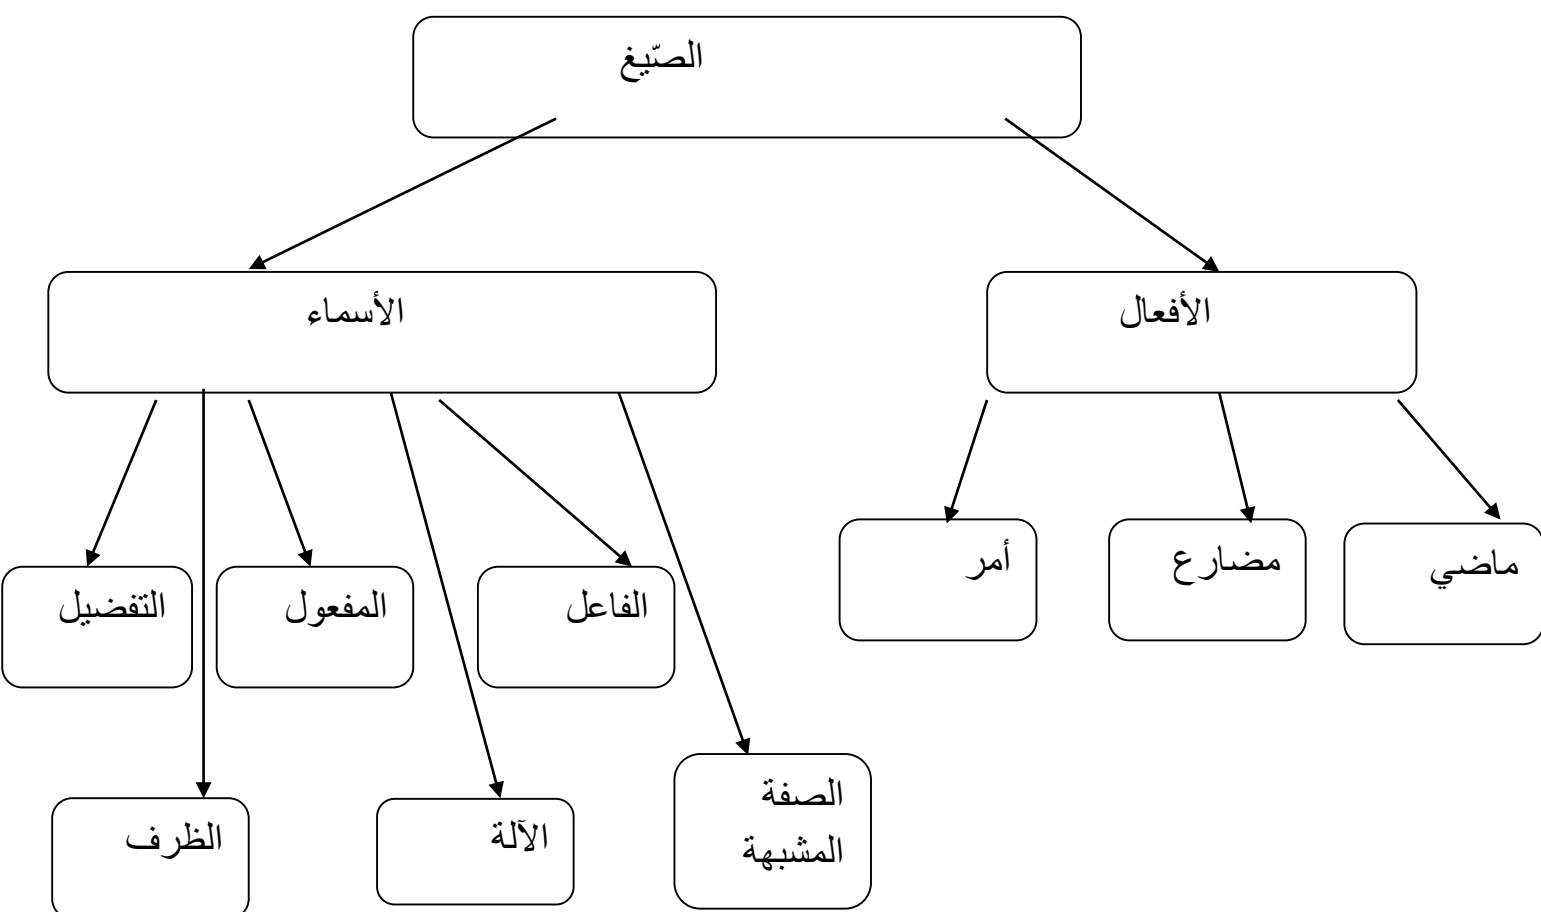 الصّيغ
الأفعال
الأسماء
ماضي
مضارع
أمر
الفاعل
المفعول
التفضيل
الصفة
المشبهة
الآلة
الظرف